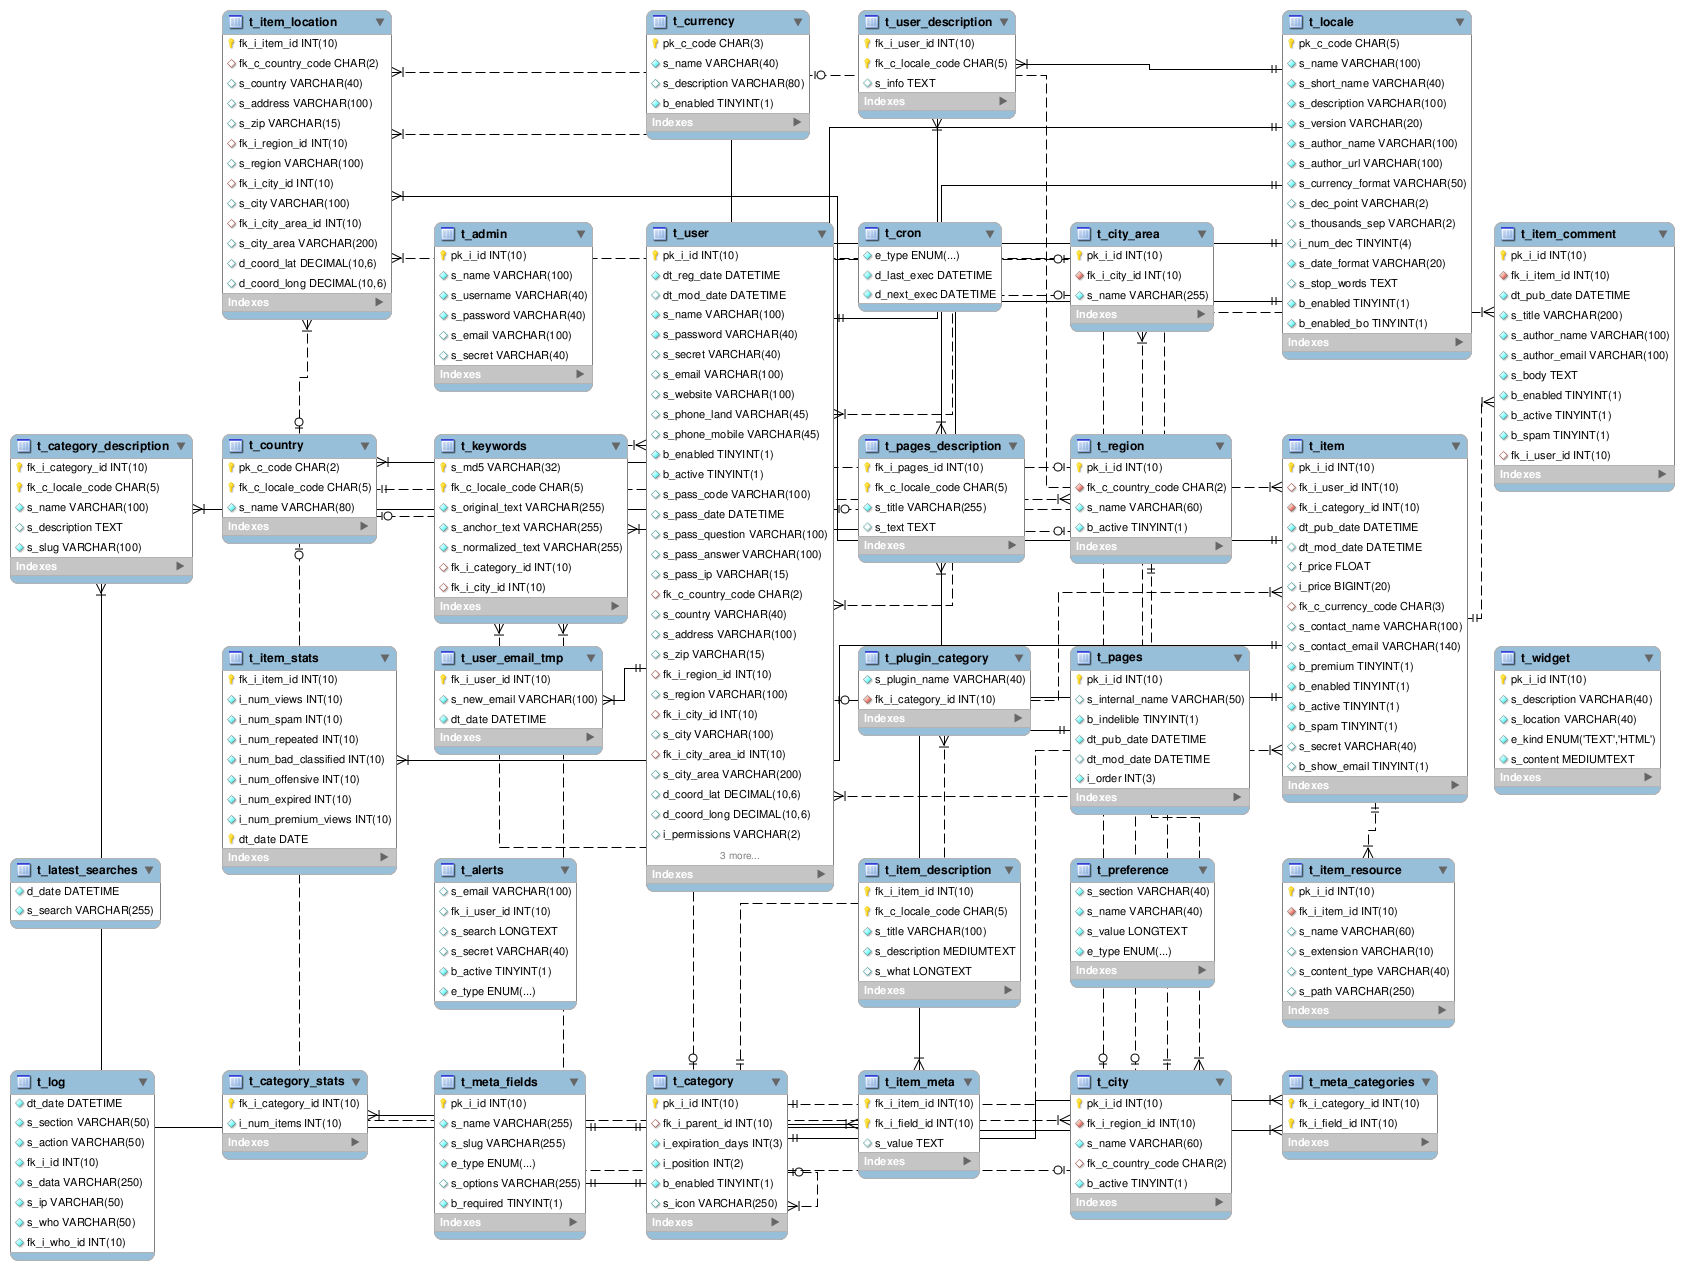 t_item_location
fk_i_item_id INT(10)
fk_c_country_code CHAR(2)
s_country VARCHAR(40)
s_address VARCHAR(100)
s_zip VARCHAR(15)
fk_i_region_id INT(10)
s_region VARCHAR(100)
fk_i_city_id INT(10)
s_city VARCHAR(100)
fk_i_city_area_id INT(10)
s_city_area VARCHAR(200)
d_coord_lat DECIMAL(10,6)
d_coord_long DECIMAL(10,6)
Indexes
t_currency
pk_c_code CHAR(3)
s_name VARCHAR(40)
s_description VARCHAR(80)
b_enabled TINYINT(1)
Indexes
t_user_description
fk_i_user_id INT(10)
fk_c_locale_code CHAR(5)
s_info TEXT
Indexes
t_locale
pk_c_code CHAR(5)
s_name VARCHAR(100)
s_short_name VARCHAR(40)
s_description VARCHAR(100)
s_version VARCHAR(20)
s_author_name VARCHAR(100)
s_author_url VARCHAR(100)
s_currency_format VARCHAR(50)
s_dec_point VARCHAR(2)
s_thousands_sep VARCHAR(2)
i_num_dec TINYINT(4)
s_date_format VARCHAR(20)
s_stop_words TEXT
b_enabled TINYINT(1)
b_enabled_bo TINYINT(1)
Indexes
t_admin
pk_i_id INT(10)
s_name VARCHAR(100)
s_username VARCHAR(40)
s_password VARCHAR(40)
s_email VARCHAR(100)
s_secret VARCHAR(40)
Indexes
t_user
pk_i_id INT(10)
dt_reg_date DATETIME
dt_mod_date DATETIME
s_name VARCHAR(100)
s_password VARCHAR(40)
s_secret VARCHAR(40)
s_email VARCHAR(100)
s_website VARCHAR(100)
s_phone_land VARCHAR(45)
s_phone_mobile VARCHAR(45)
b_enabled TINYINT(1)
b_active TINYINT(1)
s_pass_code VARCHAR(100)
s_pass_date DATETIME
s_pass_question VARCHAR(100)
s_pass_answer VARCHAR(100)
s_pass_ip VARCHAR(15)
fk_c_country_code CHAR(2)
s_country VARCHAR(40)
s_address VARCHAR(100)
s_zip VARCHAR(15)
fk_i_region_id INT(10)
s_region VARCHAR(100)
fk_i_city_id INT(10)
s_city VARCHAR(100)
fk_i_city_area_id INT(10)
s_city_area VARCHAR(200)
d_coord_lat DECIMAL(10,6)
d_coord_long DECIMAL(10,6)
i_permissions VARCHAR(2)
3 more...
Indexes
t_cron
e_type ENUM(...)
d_last_exec DATETIME
d_next_exec DATETIME
Indexes
t_city_area
pk_i_id INT(10)
fk_i_city_id INT(10)
s_name VARCHAR(255)
Indexes
t_item_comment
pk_i_id INT(10)
fk_i_item_id INT(10)
dt_pub_date DATETIME
s_title VARCHAR(200)
s_author_name VARCHAR(100)
s_author_email VARCHAR(100)
s_body TEXT
b_enabled TINYINT(1)
b_active TINYINT(1)
b_spam TINYINT(1)
fk_i_user_id INT(10)
Indexes
t_category_description
fk_i_category_id INT(10)
fk_c_locale_code CHAR(5)
s_name VARCHAR(100)
s_description TEXT
s_slug VARCHAR(100)
Indexes
t_country
pk_c_code CHAR(2)
fk_c_locale_code CHAR(5)
s_name VARCHAR(80)
Indexes
t_keywords
s_md5 VARCHAR(32)
fk_c_locale_code CHAR(5)
s_original_text VARCHAR(255)
s_anchor_text VARCHAR(255)
s_normalized_text VARCHAR(255)
fk_i_category_id INT(10)
fk_i_city_id INT(10)
Indexes
t_pages_description
fk_i_pages_id INT(10)
fk_c_locale_code CHAR(5)
s_title VARCHAR(255)
s_text TEXT
Indexes
t_region
pk_i_id INT(10)
fk_c_country_code CHAR(2)
s_name VARCHAR(60)
b_active TINYINT(1)
Indexes
t_item
pk_i_id INT(10)
fk_i_user_id INT(10)
fk_i_category_id INT(10)
dt_pub_date DATETIME
dt_mod_date DATETIME
f_price FLOAT
i_price BIGINT(20)
fk_c_currency_code CHAR(3)
s_contact_name VARCHAR(100)
s_contact_email VARCHAR(140)
b_premium TINYINT(1)
b_enabled TINYINT(1)
b_active TINYINT(1)
b_spam TINYINT(1)
s_secret VARCHAR(40)
b_show_email TINYINT(1)
Indexes
t_item_stats
fk_i_item_id INT(10)
i_num_views INT(10)
i_num_spam INT(10)
i_num_repeated INT(10)
i_num_bad_classified INT(10)
i_num_offensive INT(10)
i_num_expired INT(10)
i_num_premium_views INT(10)
dt_date DATE
Indexes
t_user_email_tmp
fk_i_user_id INT(10)
s_new_email VARCHAR(100)
dt_date DATETIME
Indexes
t_plugin_category
s_plugin_name VARCHAR(40)
fk_i_category_id INT(10)
Indexes
t_pages
pk_i_id INT(10)
s_internal_name VARCHAR(50)
b_indelible TINYINT(1)
dt_pub_date DATETIME
dt_mod_date DATETIME
i_order INT(3)
Indexes
t_widget
pk_i_id INT(10)
s_description VARCHAR(40)
s_location VARCHAR(40)
e_kind ENUM('TEXT','HTML')
s_content MEDIUMTEXT
Indexes
t_latest_searches
d_date DATETIME
s_search VARCHAR(255)
Indexes
t_alerts
s_email VARCHAR(100)
fk_i_user_id INT(10)
s_search LONGTEXT
s_secret VARCHAR(40)
b_active TINYINT(1)
e_type ENUM(...)
t_item_description
fk_i_item_id INT(10)
fk_c_locale_code CHAR(5)
s_title VARCHAR(100)
s_description MEDIUMTEXT
s_what LONGTEXT
Indexes
t_preference
s_section VARCHAR(40)
s_name VARCHAR(40)
s_value LONGTEXT
e_type ENUM(...)
Indexes
t_item_resource
pk_i_id INT(10)
fk_i_item_id INT(10)
s_name VARCHAR(60)
s_extension VARCHAR(10)
s_content_type VARCHAR(40)
s_path VARCHAR(250)
Indexes
t_log
dt_date DATETIME
s_section VARCHAR(50)
s_action VARCHAR(50)
fk_i_id INT(10)
s_data VARCHAR(250)
s_ip VARCHAR(50)
s_who VARCHAR(50)
fk_i_who_id INT(10)
t_category_stats
fk_i_category_id INT(10)
i_num_items INT(10)
Indexes
t_meta_fields
pk_i_id INT(10)
s_name VARCHAR(255)
s_slug VARCHAR(255)
e_type ENUM(...)
s_options VARCHAR(255)
b_required TINYINT(1)
Indexes
t_category
pk_i_id INT(10)
fk_i_parent_id INT(10)
i_expiration_days INT(3)
i_position INT(2)
b_enabled TINYINT(1)
s_icon VARCHAR(250)
Indexes
t_item_meta
fk_i_item_id INT(10)
fk_i_field_id INT(10)
s_value TEXT
Indexes
t_city
pk_i_id INT(10)
fk_i_region_id INT(10)
s_name VARCHAR(60)
fk_c_country_code CHAR(2)
b_active TINYINT(1)
Indexes
t_meta_categories
fk_i_category_id INT(10)
fk_i_field_id INT(10)
Indexes